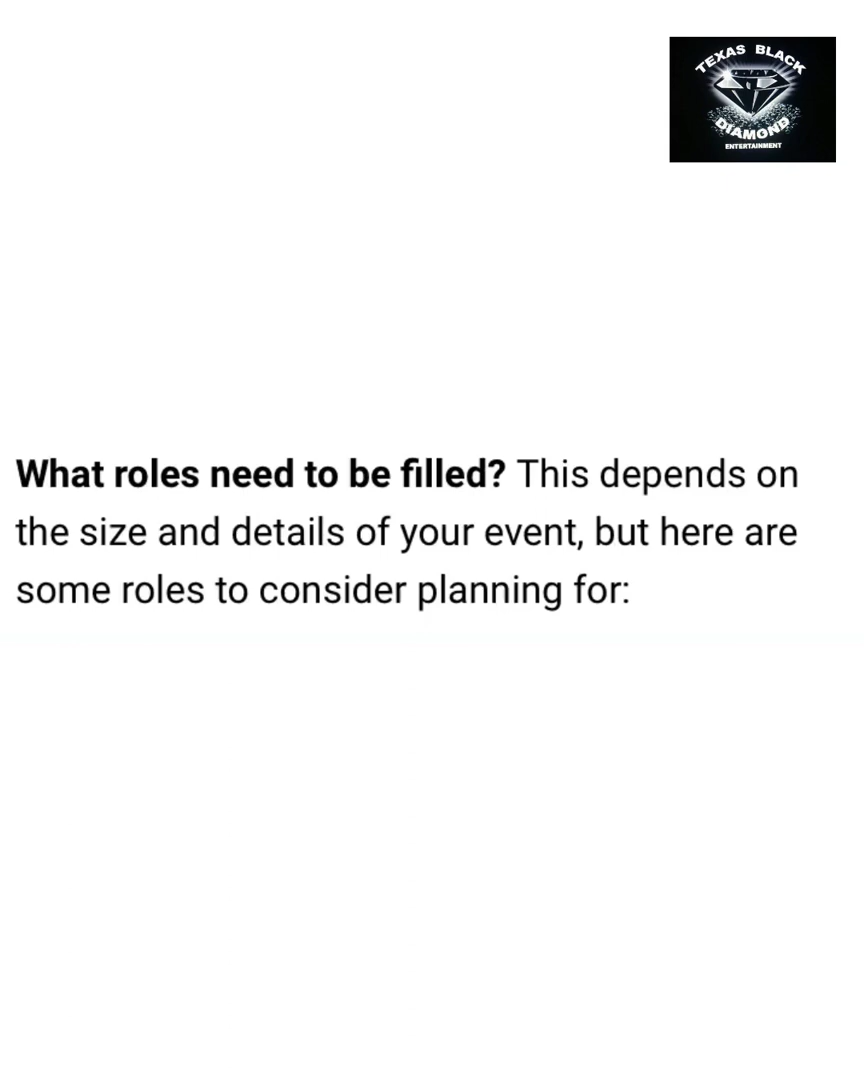 TEXAS BLACK
DIAMOND
ENTERTAINMENT
What roles need to be filled? This depends on
the size and details of your event, but here are
some roles to consider planning for: